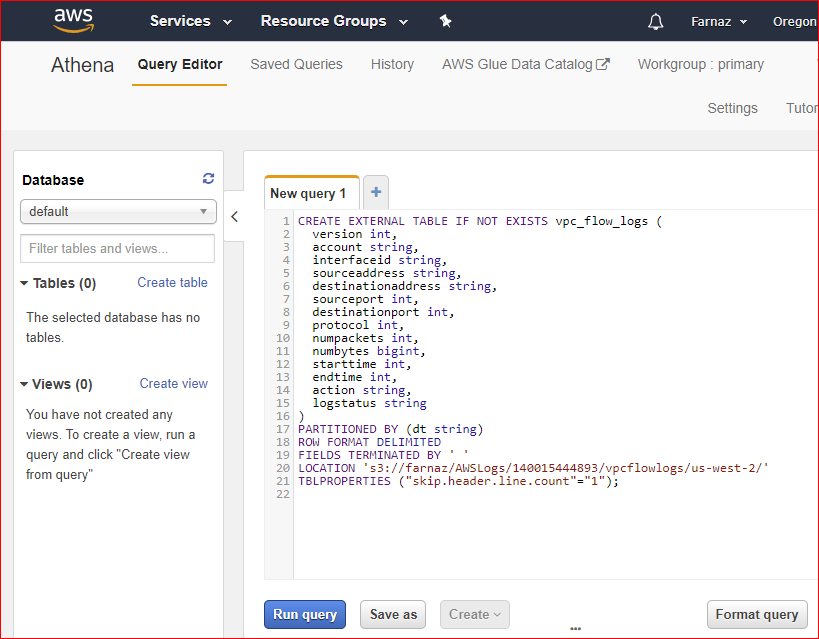 aws Services Resource Groups Farnaz Oregon
Athena Query Editor Saved Queries History AWS Glue Data Catalog Workgroup : primary
Settings Tutor
Database
default
Filter tables and views...
Tables (0) Create table
The selected database has no
tables.
Views (0) Create view
You have not created any
views. To create a view, run a
query and click "Create view
from query"
New query 1 +
1 CREATE EXTERNAL TABLE IF NOT EXISTS vpc_flow_logs (
2 version int,
3 account string,
4 interfaceid string,
5 sourceaddress string,
6 destinationaddress string,
7 sourceport int,
8 destinationport int,
9 protocol int,
10 numpackets int,
11 numbytes bigint,
12 starttime int,
13 endtime int,
14 action string,
15 logstatus string
16 )
17 PARTITIONED BY (dt string)
18 ROW FORMAT DELIMITED
19 FIELDS TERMINATED BY ' '
20 LOCATION 's3://farnaz/AWSLogs/140015444893/vpcflowlogs/us-west-2/'
21 TBLPROPERTIES ("skip.header.line.count"="1");
22
Run query Save as Create ... Format query